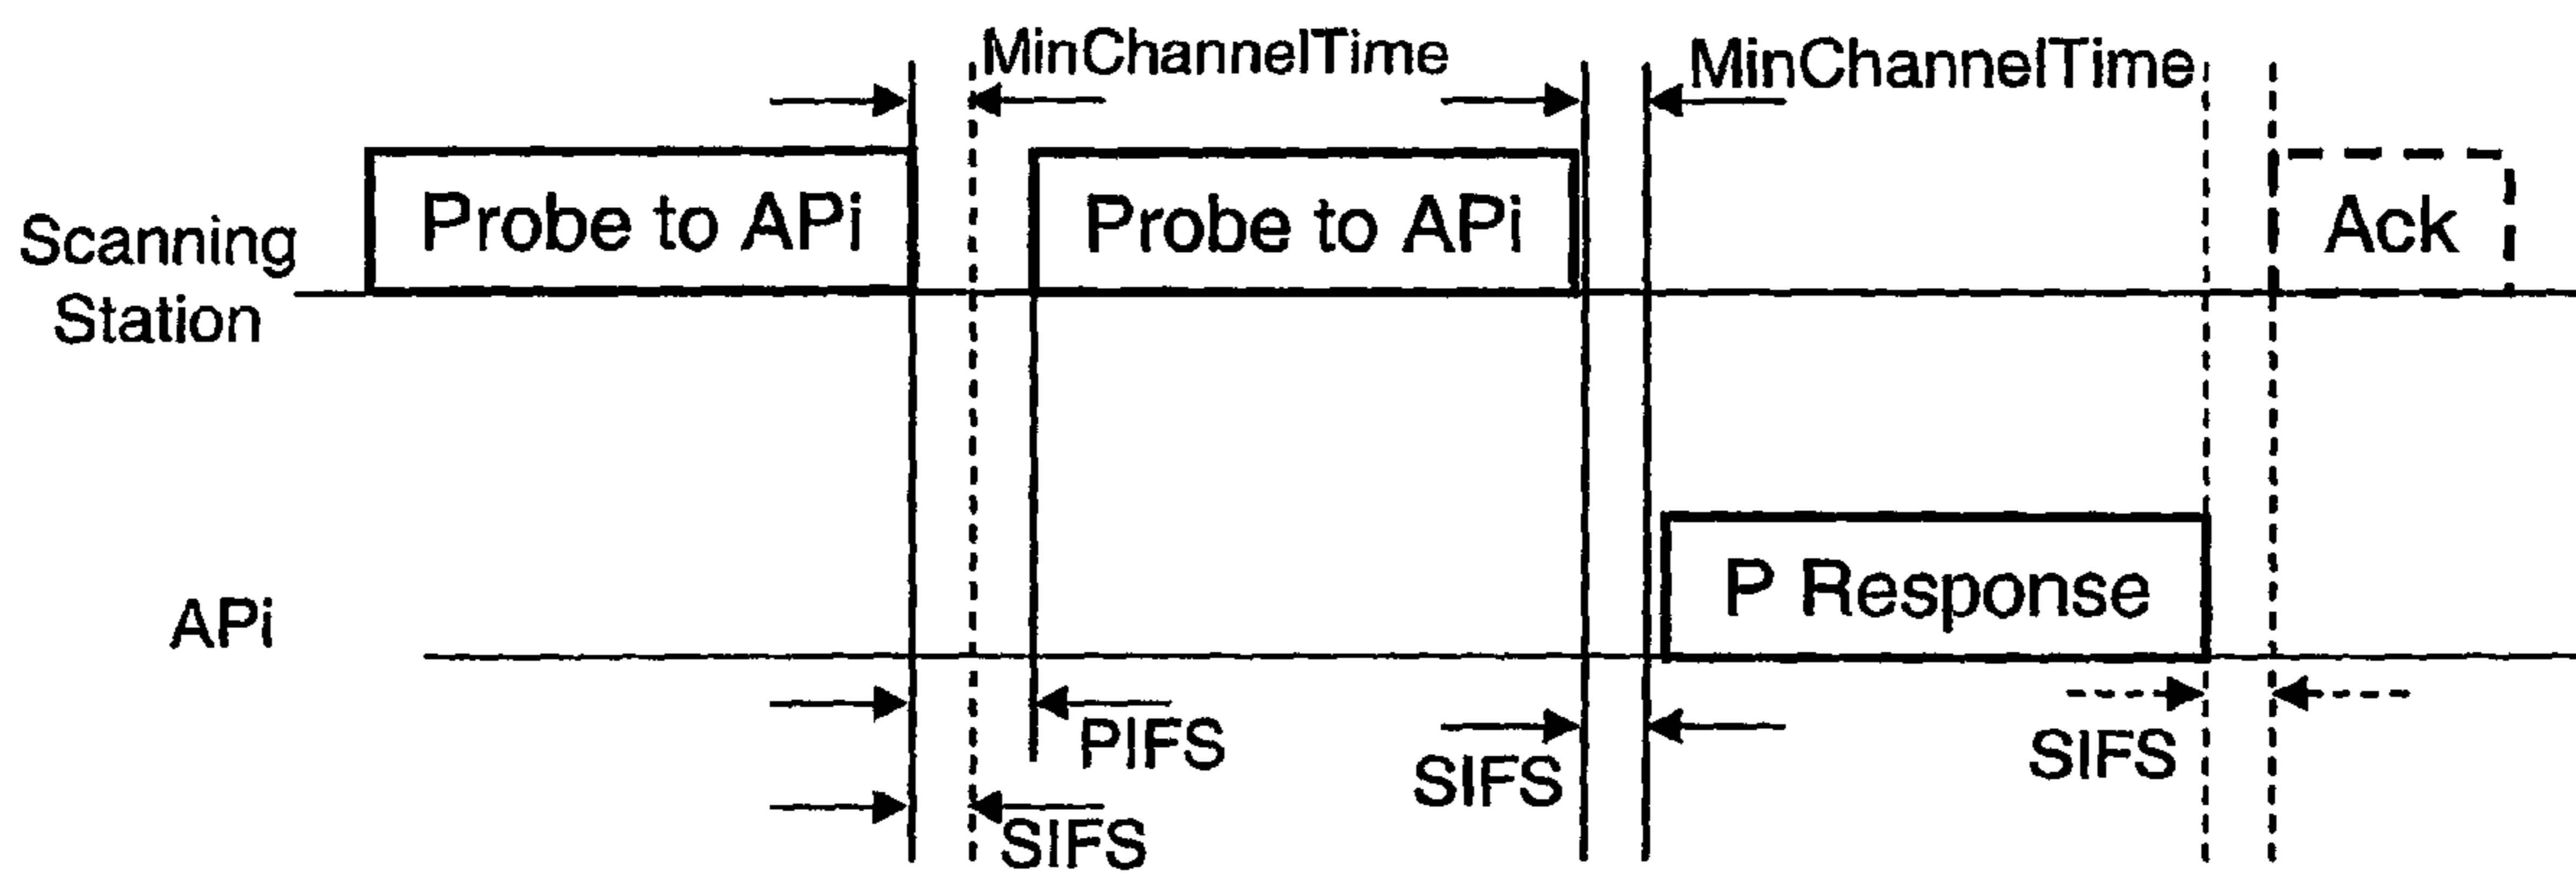 MinChannelTime
MinChannelTime
Probe to APi
Probe to APi
Ack
Scanning
Station
P Response
APi
PIFS
SIFS
SIFS
SIFS